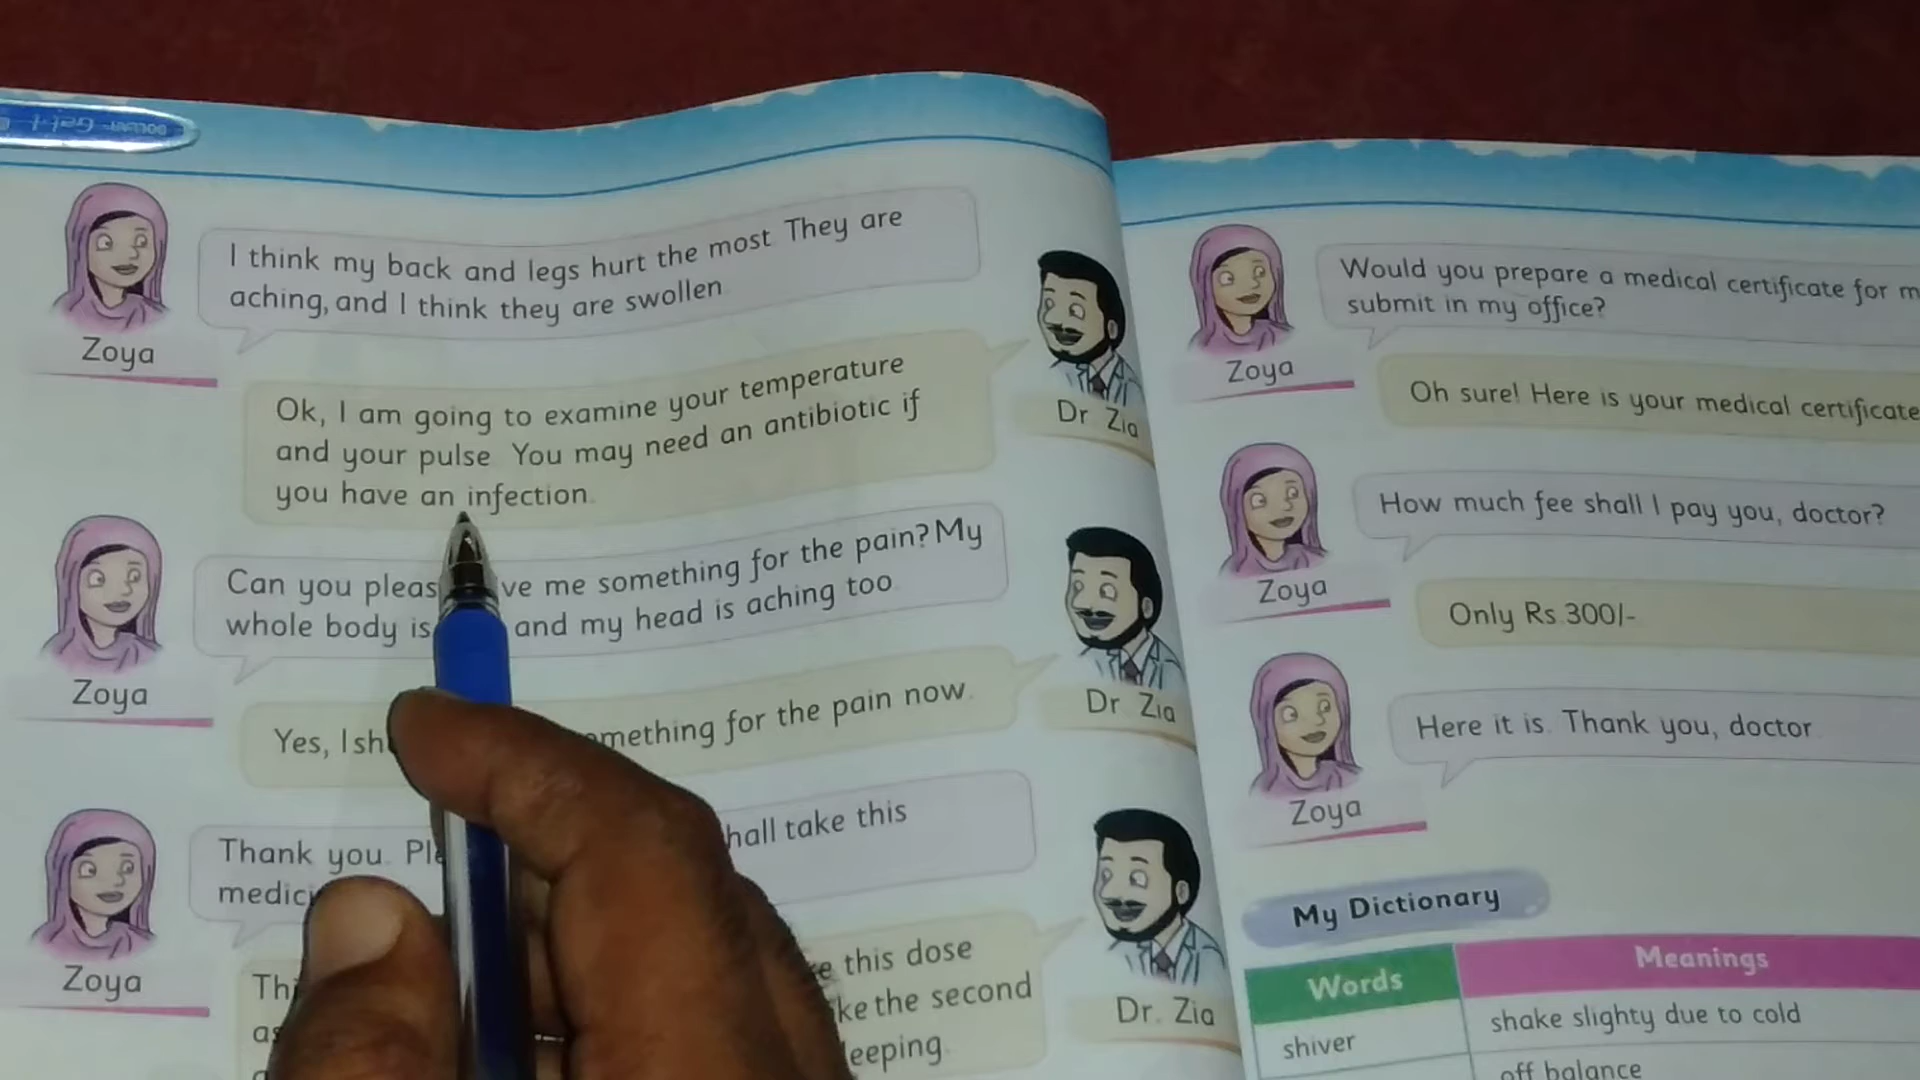 I think my back and legs hurt the most They are
aching, and I think they are swollen
Zoya
Ok, I am going to examine your temperature
and your pulse You may need an antibiotic if
you have an infection.
Dr Zia
Can you pleas ve me something for the pain? My
whole body is and my head is aching too
Zoya
Yes, I sh omething for the pain now.
Dr Zia
Thank you. Pl hall take this
medici
Zoya
Thi e this dose
as ke the second
leeping.
Dr. Zia
Would you prepare a medical certificate for m
submit in my office?
Zoya
Oh sure! Here is your medical certificate
How much fee shall I pay you, doctor?
Zoya
Only Rs 300/-
Here it is. Thank you, doctor
Zoya
My Dictionary
Words Meanings
shiver shake slighty due to cold
off balance